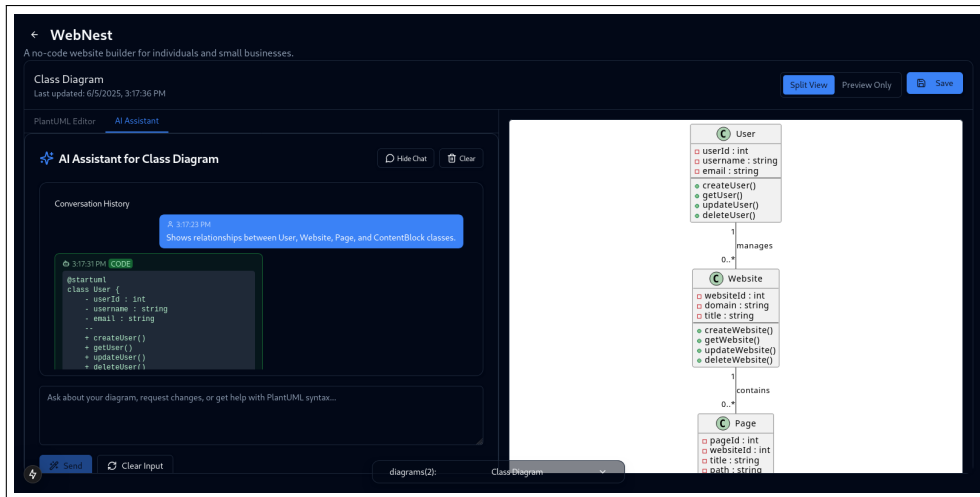 WebNest
A no-code website builder for individuals and small businesses.
Class Diagram
Last updated: 6/5/2025, 3:17:36 PM
Split View
Preview Only
Save
PlantUML Editor
AI Assistant
AI Assistant for Class Diagram
Hide Chat
Clear
Conversation History
3:17:23 PM
Shows relationships between User, Website, Page, and ContentBlock classes.
3:17:31 PM CODE
@startuml
class User {
- userId : int
- username : string
- email : string
--
+ createUser()
+ getUser()
+ updateUser()
+ deleteUser()
Ask about your diagram, request changes, or get help with PlantUML syntax...
Send
Clear Input
diagrams(2):
Class Diagram
C User
userId : int
username : string
email : string
createUser()
getUser()
updateUser()
deleteUser()
1
manages
0..*
C Website
websiteId : int
domain : string
title : string
createWebsite()
getWebsite()
updateWebsite()
deleteWebsite()
1
contains
0..*
C Page
pageId : int
websiteId : int
title : string
path : string